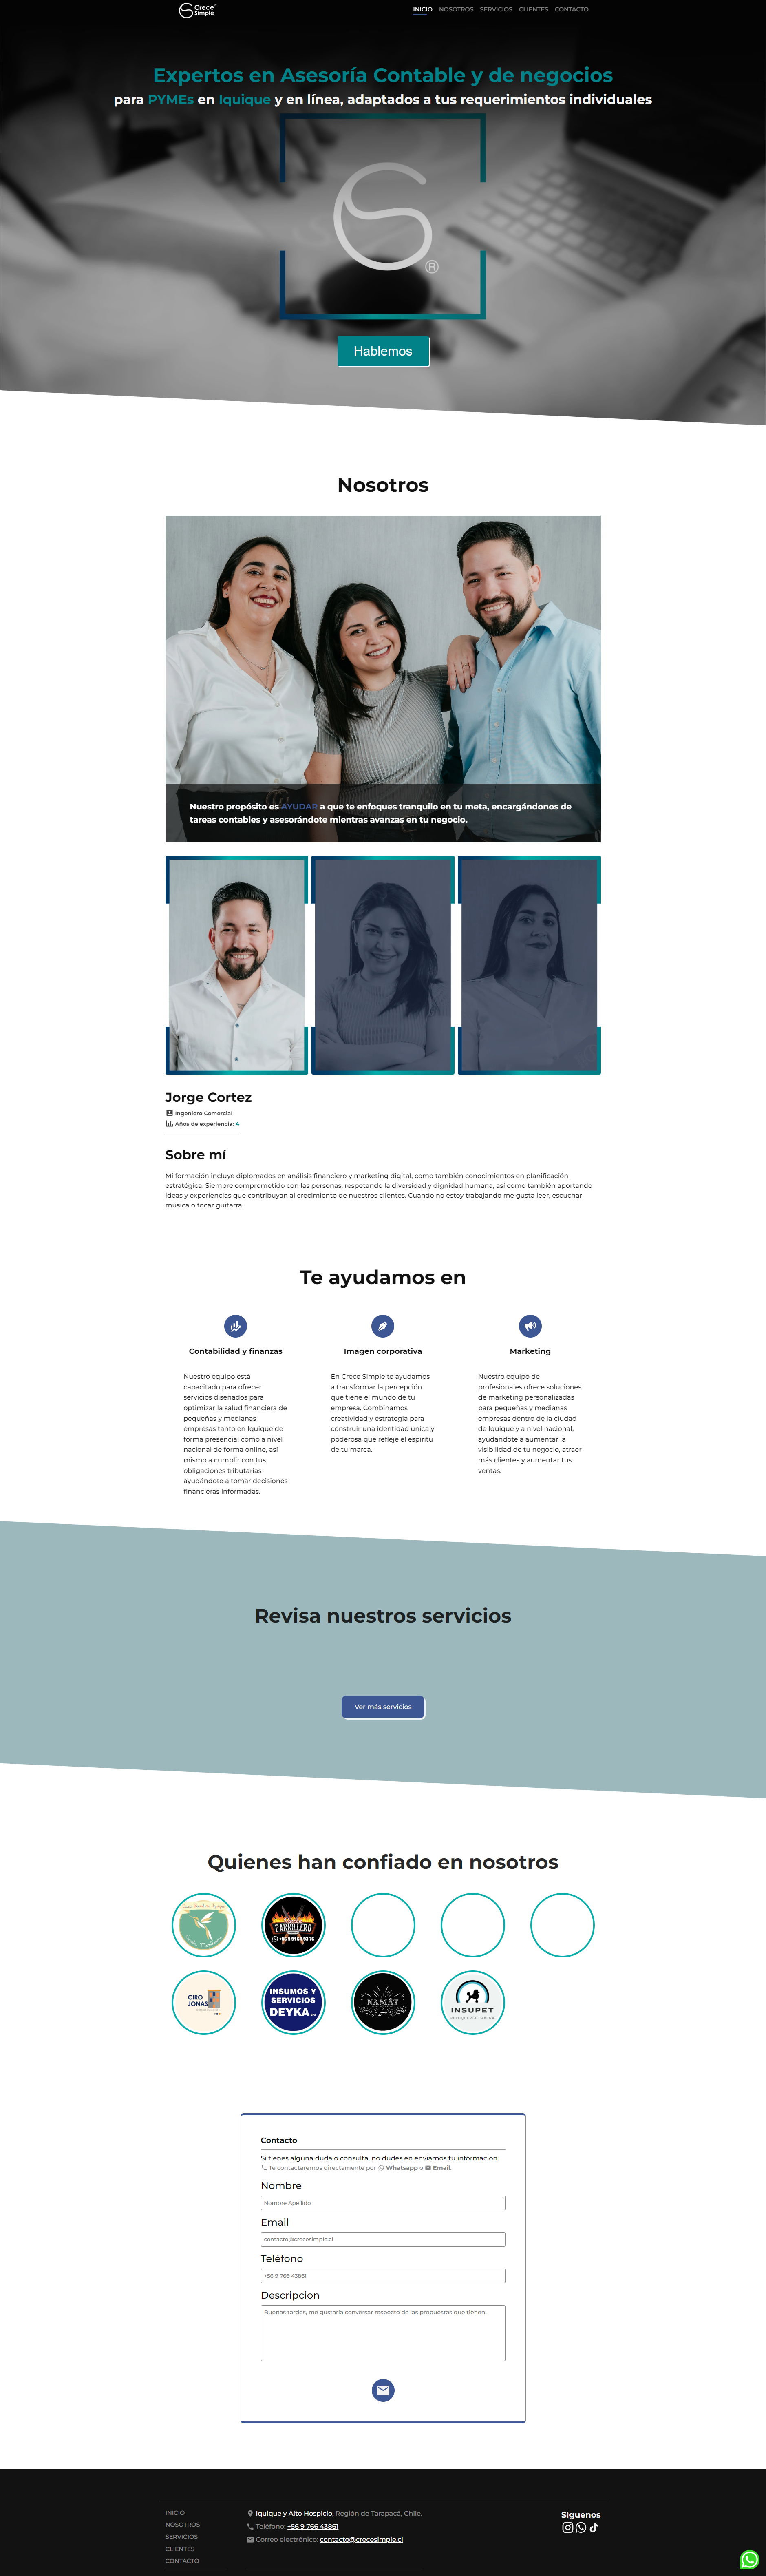 Crece®
Simple
INICIO NOSOTROS SERVICIOS CLIENTES CONTACTO
Expertos en Asesoría Contable y de negocios
para PYMEs en Iquique y en línea, adaptados a tus requerimientos individuales
®
Hablemos
Nosotros
Nuestro propósito es AYUDAR a que te enfoques tranquilo en tu meta, encargándonos de
tareas contables y asesorándote mientras avanzas en tu negocio.
Jorge Cortez
Ingeniero Comercial
Años de experiencia: 4
Sobre mí
Mi formación incluye diplomados en análisis financiero y marketing digital, como también conocimientos en planificación
estratégica. Siempre comprometido con las personas, respetando la diversidad y dignidad humana, así como también aportando
ideas y experiencias que contribuyan al crecimiento de nuestros clientes. Cuando no estoy trabajando me gusta leer, escuchar
música o tocar guitarra.
Te ayudamos en
Contabilidad y finanzas
Nuestro equipo está
capacitado para ofrecer
servicios diseñados para
optimizar la salud financiera de
pequeñas y medianas
empresas tanto en Iquique de
forma presencial como a nivel
nacional de forma online, así
mismo a cumplir con tus
obligaciones tributarias
ayudándote a tomar decisiones
financieras informadas.
Imagen corporativa
En Crece Simple te ayudamos
a transformar la percepción
que tiene el mundo de tu
empresa. Combinamos
creatividad y estrategia para
construir una identidad única y
poderosa que refleje el espíritu
de tu marca.
Marketing
Nuestro equipo de
profesionales ofrece soluciones
de marketing personalizadas
para pequeñas y medianas
empresas dentro de la ciudad
de Iquique y a nivel nacional,
ayudandote a aumentar la
visibilidad de tu negocio, atraer
más clientes y aumentar tus
ventas.
Revisa nuestros servicios
Ver más servicios
Quienes han confiado en nosotros
PARRILLERO
+56 9 9164 93 76
CIRO
JONAS
INSUMOS Y
SERVICIOS
DEYKA SPA
NAMÁT
INSUPET
PELUQUERÍA CANINA
Contacto
Si tienes alguna duda o consulta, no dudes en enviarnos tu informacion.
Te contactaremos directamente por Whatsapp o Email.
Nombre
Nombre Apellido
Email
contacto@crecesimple.cl
Teléfono
+56 9 766 43861
Descripcion
Buenas tardes, me gustaria conversar respecto de las propuestas que tienen.
INICIO
NOSOTROS
SERVICIOS
CLIENTES
CONTACTO
Iquique y Alto Hospicio, Región de Tarapacá, Chile.
Teléfono: +56 9 766 43861
Correo electrónico: contacto@crecesimple.cl
Síguenos